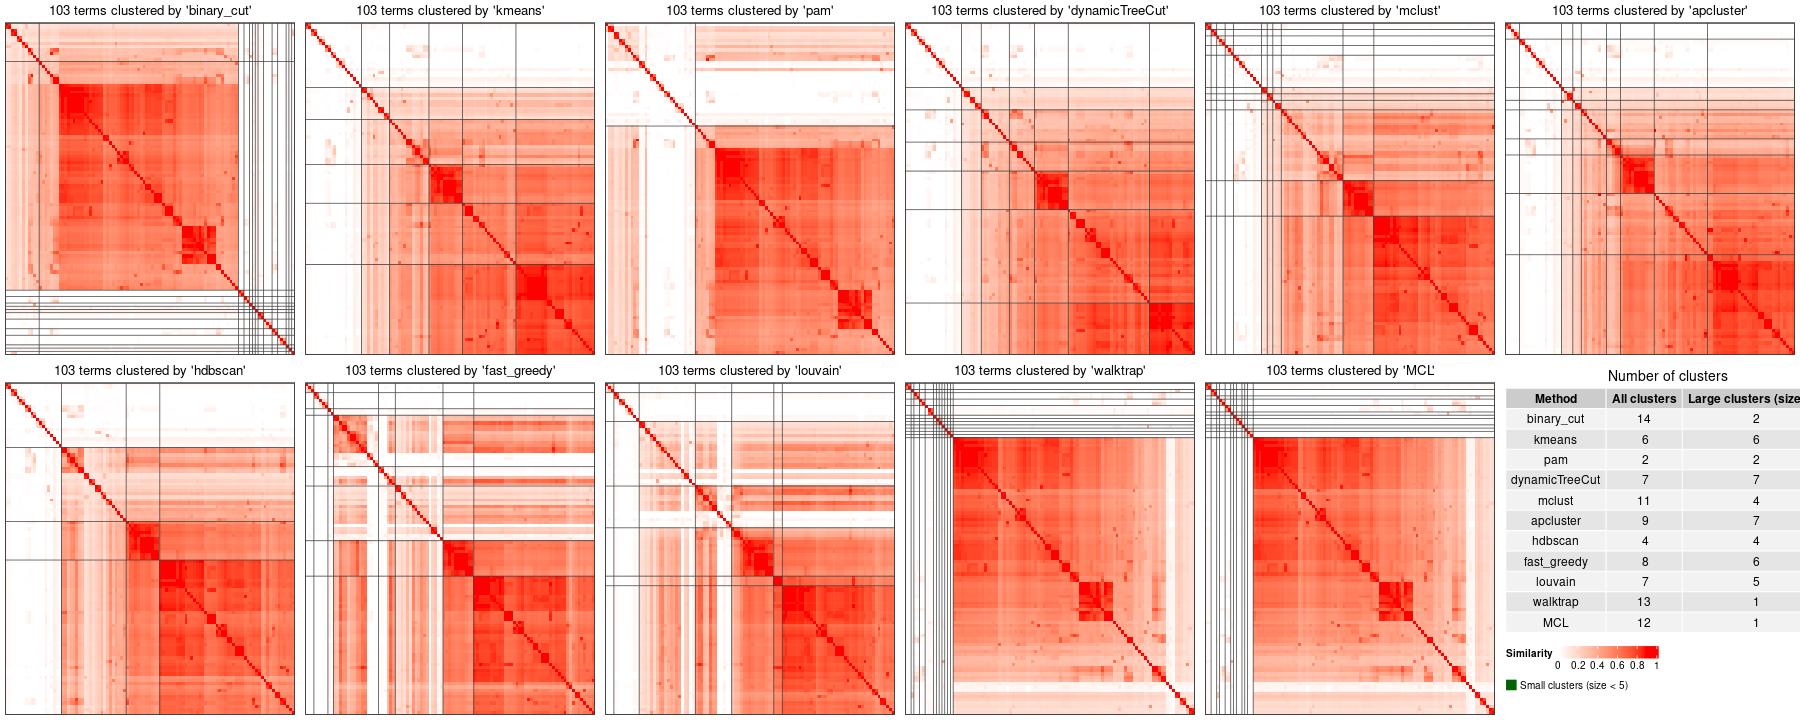 103 terms clustered by 'binary_cut'
103 terms clustered by 'kmeans'
103 terms clustered by 'pam'
103 terms clustered by 'dynamicTreeCut'
103 terms clustered by 'mclust'
103 terms clustered by 'apcluster'
103 terms clustered by 'hdbscan'
103 terms clustered by 'fast_greedy'
103 terms clustered by 'louvain'
103 terms clustered by 'walktrap'
103 terms clustered by 'MCL'
Number of clusters
Method All clusters Large clusters (size
binary_cut 14 2
kmeans 6 6
pam 2 2
dynamicTreeCut 7 7
mclust 11 4
apcluster 9 7
hdbscan 4 4
fast_greedy 8 6
louvain 7 5
walktrap 13 1
MCL 12 1
Similarity
0 0.2 0.4 0.6 0.8 1
Small clusters (size < 5)